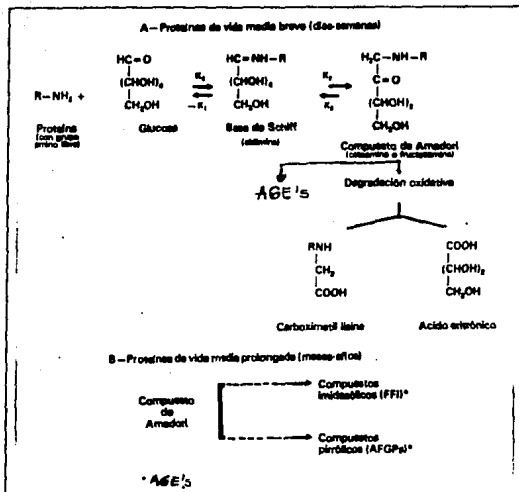 A – Proteínas de vida media breve (días-semanas)
HC = O
(CHOH)4
CH2OH
R–NH2 +
Proteína
(con grupo amino libre)
Glucosa
HC = NH – R
(CHOH)4
CH2OH
Base de Schiff
(aldimina)
K1
– K1
H2C – NH – R
C = O
(CHOH)3
CH2OH
K2
Compuesto de Amadori
(cetoamina o fructosamina)
AGE'S
Degradación oxidativa
RNH
CH2
COOH
Carboximetil lisina
COOH
(CHOH)2
CH2OH
Acido eritrónico
B – Proteínas de vida media prolongada (meses-años)
Compuesto
de
Amadori
Compuestos
imidazólicos (FFI)*
Compuestos
pirrólicos (AFGPs)*
* AGE'S